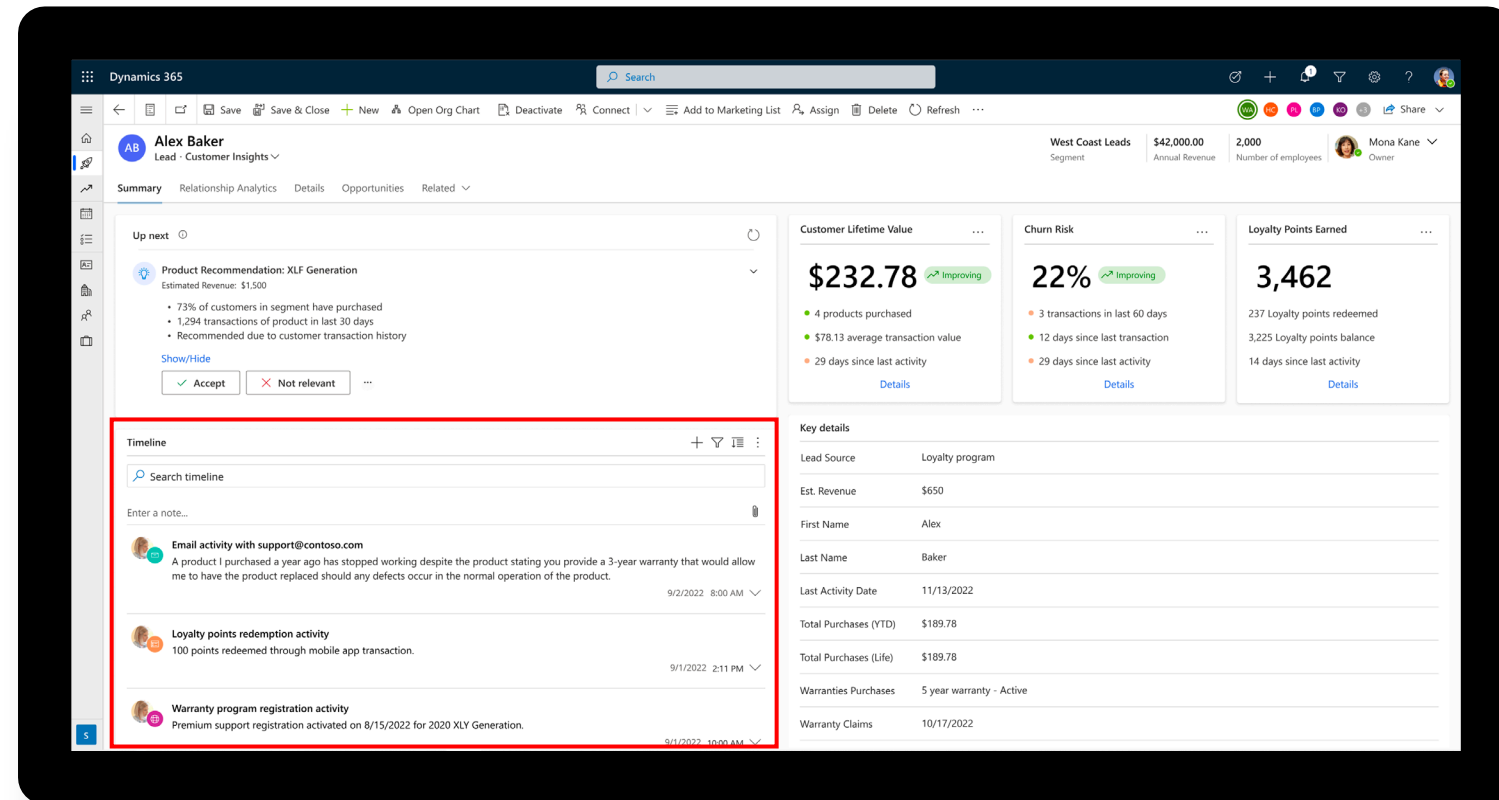 Dynamics 365
Search
1
?
Save
Save & Close
New
Open Org Chart
Deactivate
Connect
Add to Marketing List
Assign
Delete
Refresh
...
WA
HC
PL
BP
KO
+3
Share
AB
Alex Baker
Lead · Customer Insights
West Coast Leads
Segment
$42,000.00
Annual Revenue
2,000
Number of employees
Mona Kane
Owner
Summary
Relationship Analytics
Details
Opportunities
Related
Up next
Product Recommendation: XLF Generation
Estimated Revenue: $1,500
• 73% of customers in segment have purchased
• 1,294 transactions of product in last 30 days
• Recommended due to customer transaction history
Show/Hide
Accept
Not relevant
...
Customer Lifetime Value
...
$232.78
Improving
4 products purchased
$78.13 average transaction value
29 days since last activity
Details
Churn Risk
...
22%
Improving
3 transactions in last 60 days
12 days since last transaction
29 days since last activity
Details
Loyalty Points Earned
...
3,462
237 Loyalty points redeemed
3,225 Loyalty points balance
14 days since last activity
Details
Timeline
Search timeline
Enter a note...
Email activity with support@contoso.com
A product I purchased a year ago has stopped working despite the product stating you provide a 3-year warranty that would allow
me to have the product replaced should any defects occur in the normal operation of the product.
9/2/2022 8:00 AM
Loyalty points redemption activity
100 points redeemed through mobile app transaction.
9/1/2022 2:11 PM
Warranty program registration activity
Premium support registration activated on 8/15/2022 for 2020 XLY Generation.
9/1/2022 10:00 AM
Key details
Lead Source Loyalty program
Est. Revenue $650
First Name Alex
Last Name Baker
Last Activity Date 11/13/2022
Total Purchases (YTD) $189.78
Total Purchases (Life) $189.78
Warranties Purchases 5 year warranty - Active
Warranty Claims 10/17/2022
S